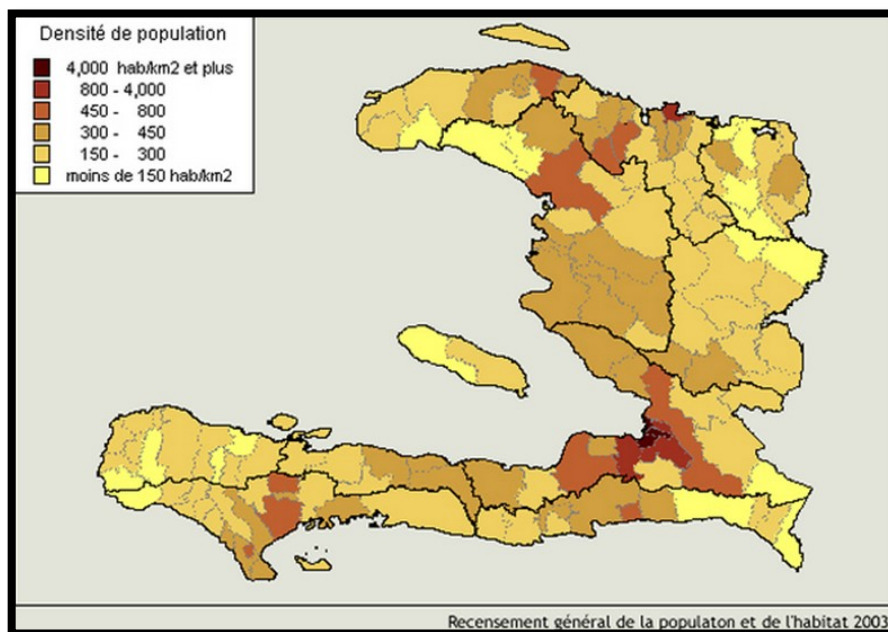 Densité de population
4,000 hab/km2 et plus
800 - 4,000
450 - 800
300 - 450
150 - 300
moins de 150 hab/km2
Recensement général de la populaton et de l'habitat 2003